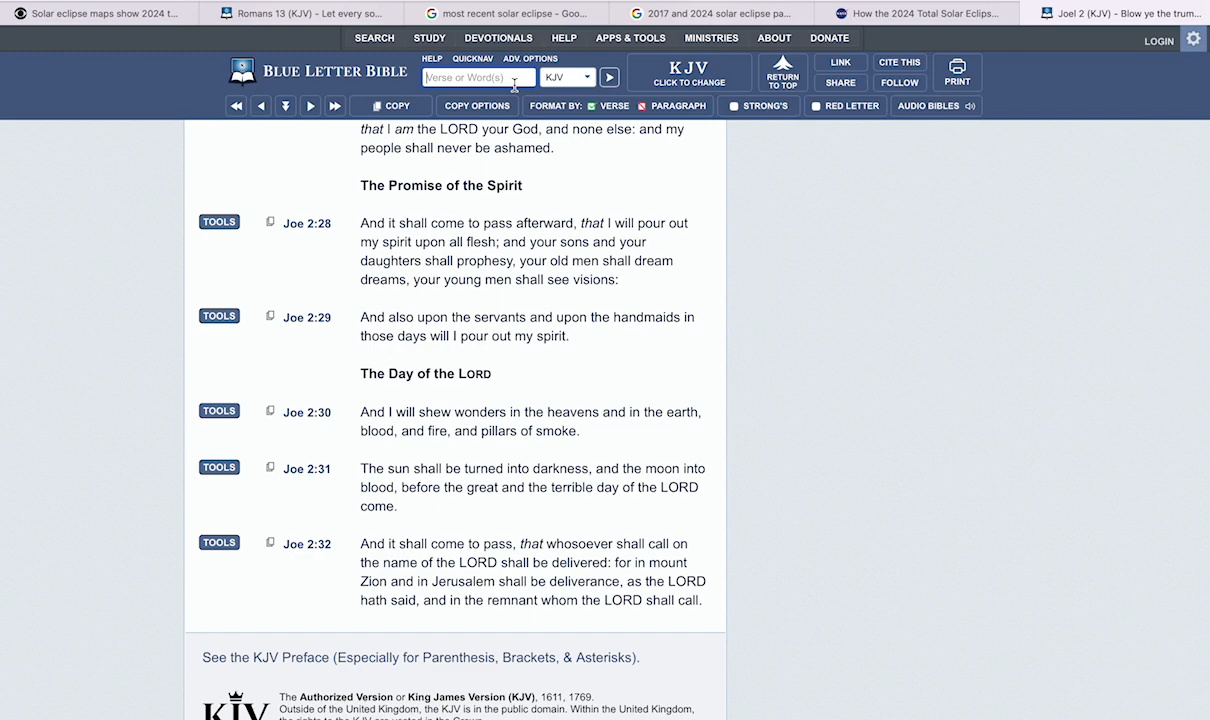 Solar eclipse maps show 2024 t...
Romans 13 (KJV) - Let every so...
most recent solar eclipse - Goo...
2017 and 2024 solar eclipse pa...
How the 2024 Total Solar Eclips...
Joel 2 (KJV) - Blow ye the trum...
SEARCH STUDY DEVOTIONALS HELP APPS & TOOLS MINISTRIES ABOUT DONATE LOGIN
BLUE LETTER BIBLE
HELP QUICKNAV ADV. OPTIONS
Verse or Word(s) KJV
KJV
CLICK TO CHANGE
RETURN
TO TOP
LINK CITE THIS
SHARE FOLLOW
PRINT
COPY COPY OPTIONS FORMAT BY: VERSE PARAGRAPH STRONG'S RED LETTER AUDIO BIBLES
that I am the LORD your God, and none else: and my
people shall never be ashamed.
The Promise of the Spirit
TOOLS Joe 2:28 And it shall come to pass afterward, that I will pour out
my spirit upon all flesh; and your sons and your
daughters shall prophesy, your old men shall dream
dreams, your young men shall see visions:
TOOLS Joe 2:29 And also upon the servants and upon the handmaids in
those days will I pour out my spirit.
The Day of the LORD
TOOLS Joe 2:30 And I will shew wonders in the heavens and in the earth,
blood, and fire, and pillars of smoke.
TOOLS Joe 2:31 The sun shall be turned into darkness, and the moon into
blood, before the great and the terrible day of the LORD
come.
TOOLS Joe 2:32 And it shall come to pass, that whosoever shall call on
the name of the LORD shall be delivered: for in mount
Zion and in Jerusalem shall be deliverance, as the LORD
hath said, and in the remnant whom the LORD shall call.
See the KJV Preface (Especially for Parenthesis, Brackets, & Asterisks).
KJV
The Authorized Version or King James Version (KJV), 1611, 1769.
Outside of the United Kingdom, the KJV is in the public domain. Within the United Kingdom,